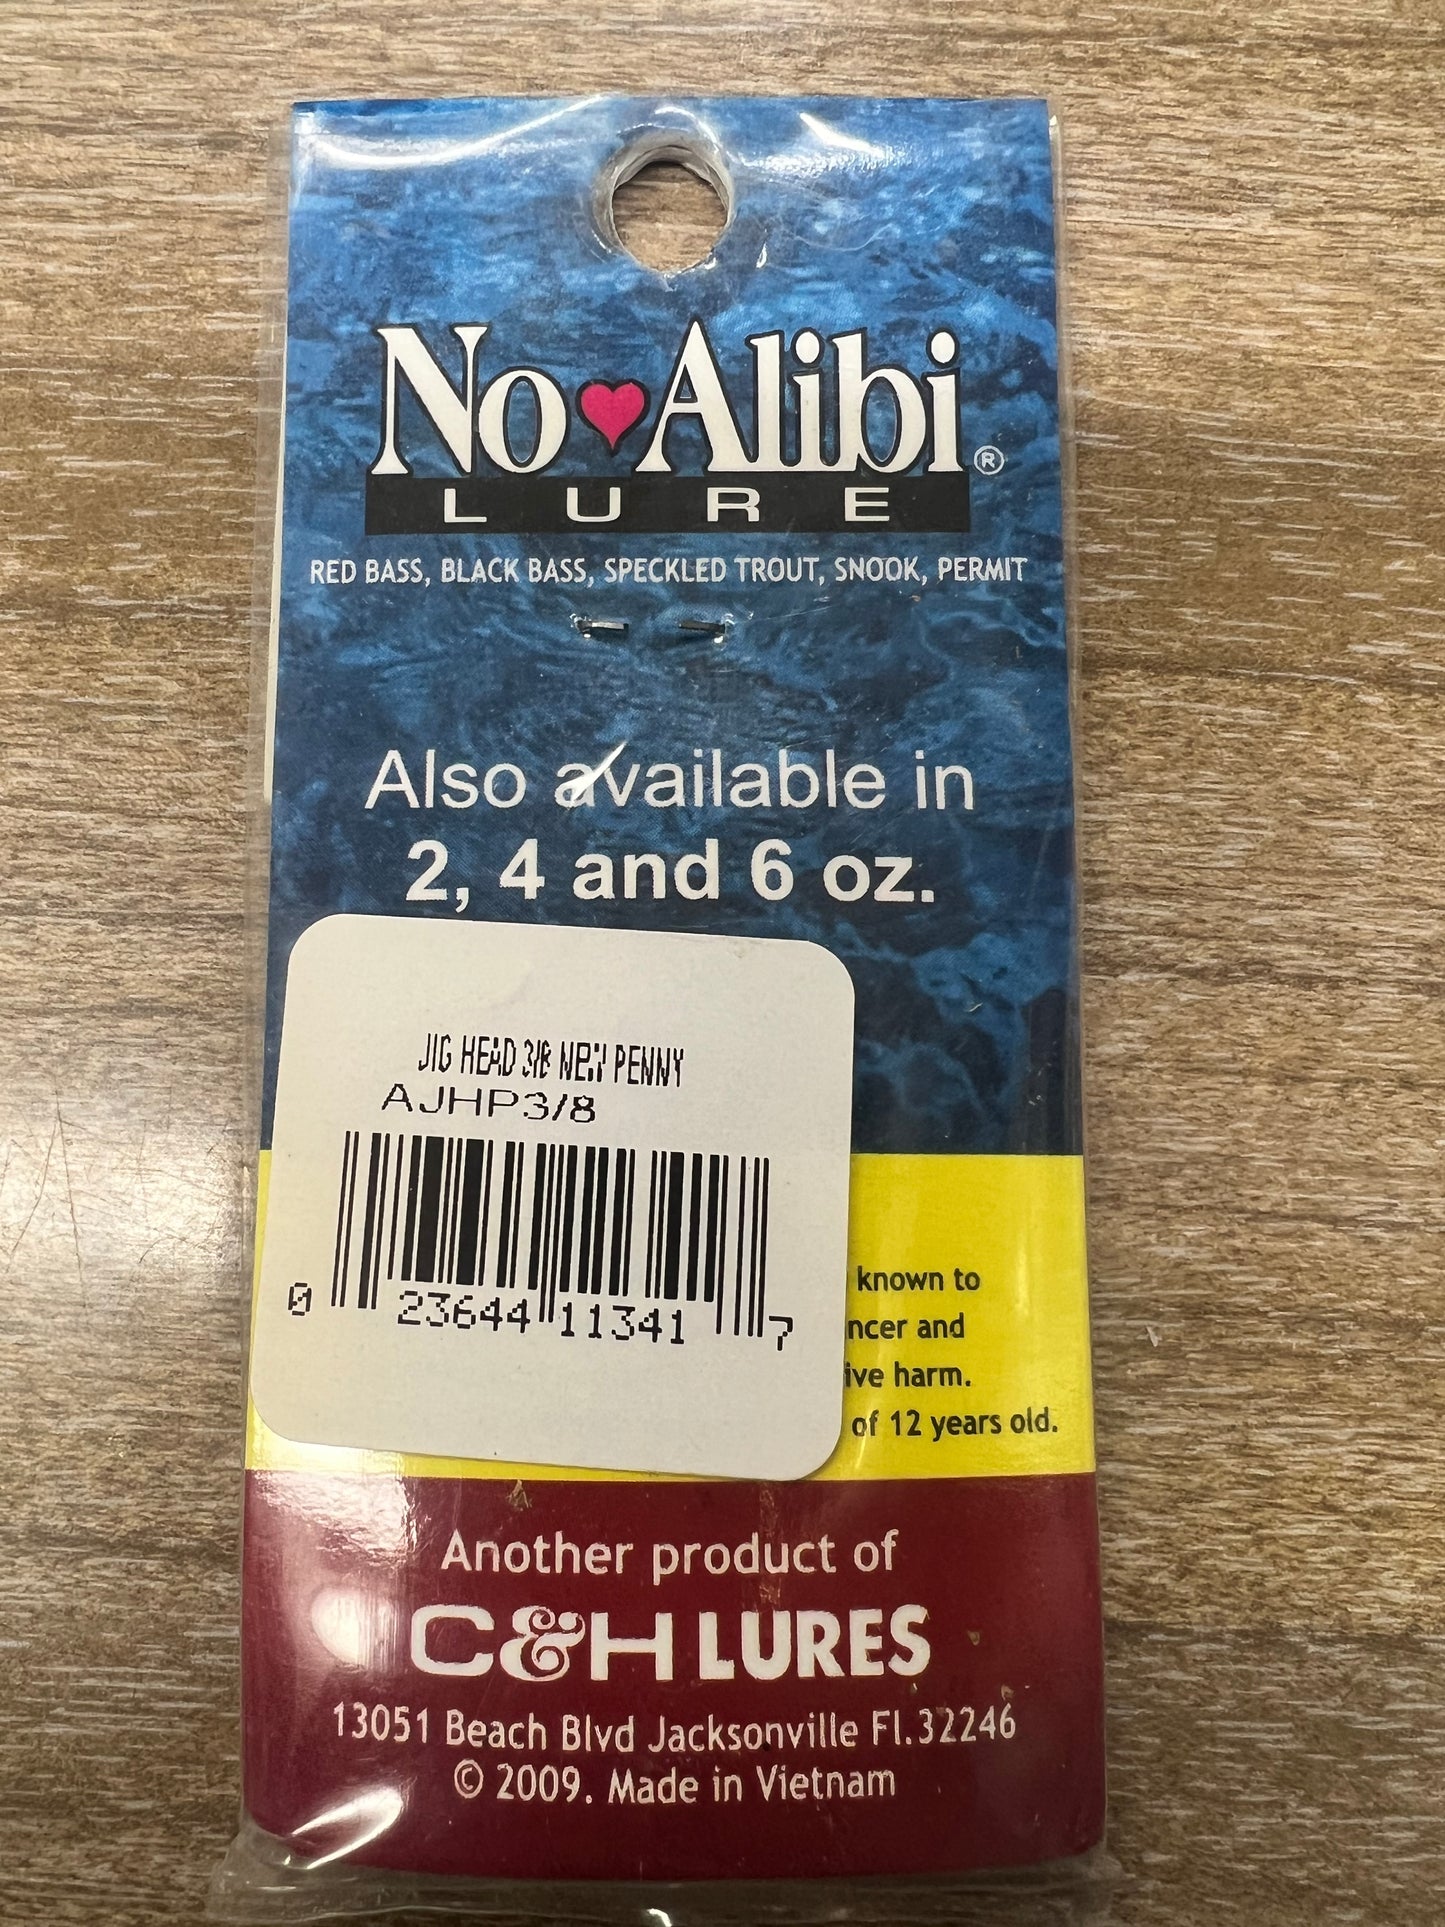 No Alibi ®
LURE
RED BASS, BLACK BASS, SPECKLED TROUT, SNOOK, PERMIT
Also available in
2, 4 and 6 oz.
JIG HEAD 3/8 NEW PENNY
AJHP3/8
0 23644 11341 7
known to
ncer and
ive harm.
of 12 years old.
Another product of
C&H LURES
13051 Beach Blvd Jacksonville Fl.32246
© 2009. Made in Vietnam